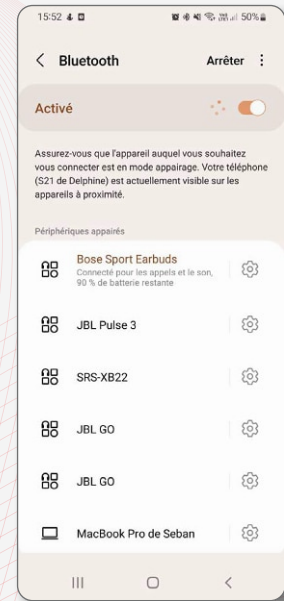 15:52
50%
Bluetooth
Arrêter
Activé
Assurez-vous que l'appareil auquel vous souhaitez
vous connecter est en mode appairage. Votre téléphone
(S21 de Delphine) est actuellement visible sur les
appareils à proximité.
Périphériques appairés
Bose Sport Earbuds
Connecté pour les appels et le son,
90 % de batterie restante
JBL Pulse 3
SRS-XB22
JBL GO
JBL GO
MacBook Pro de Seban